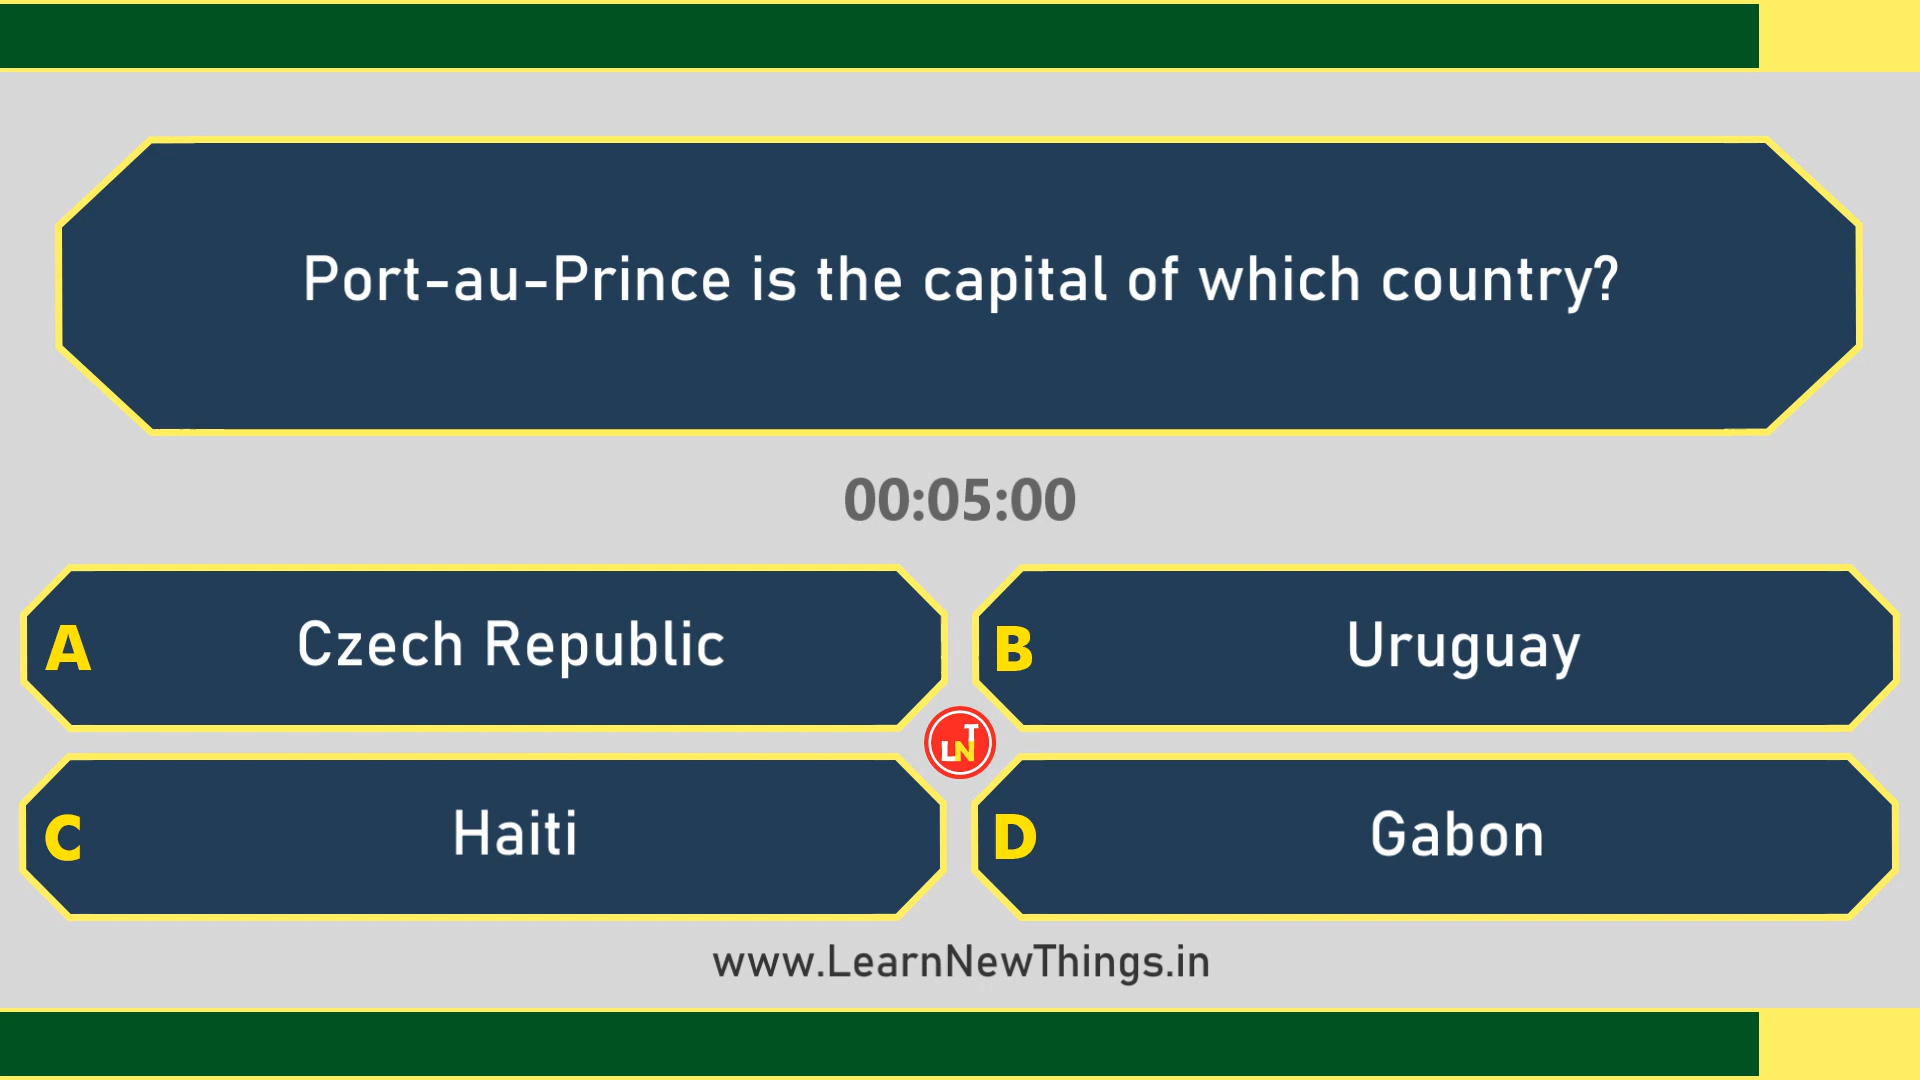 Port-au-Prince is the capital of which country?
00:05:00
A Czech Republic
B Uruguay
LNT
C Haiti
D Gabon
www.LearnNewThings.in